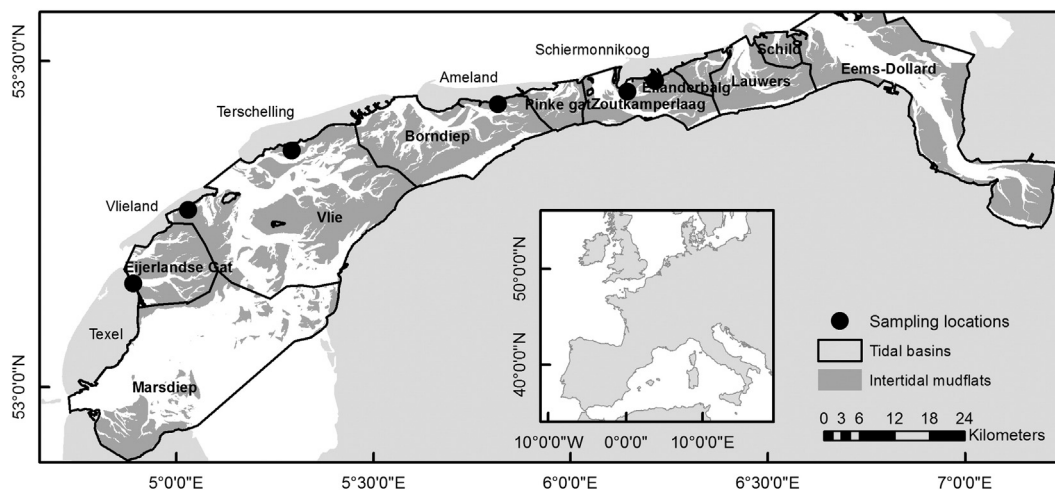 53°30'0"N
53°0'0"N
Schiermonnikoog
Ameland
Terschelling
Vlieland
Texel
Schild
Eems-Dollard
Eilanderbalg
Lauwers
Pinke gat
Zoutkamperlaag
Borndiep
Vlie
Eijerlandse Gat
Marsdiep
50°0'0"N
40°0'0"N
10°0'0"W
0°0'0"
10°0'0"E
Sampling locations
Tidal basins
Intertidal mudflats
0 3 6 12 18 24
Kilometers
5°0'0"E
5°30'0"E
6°0'0"E
6°30'0"E
7°0'0"E